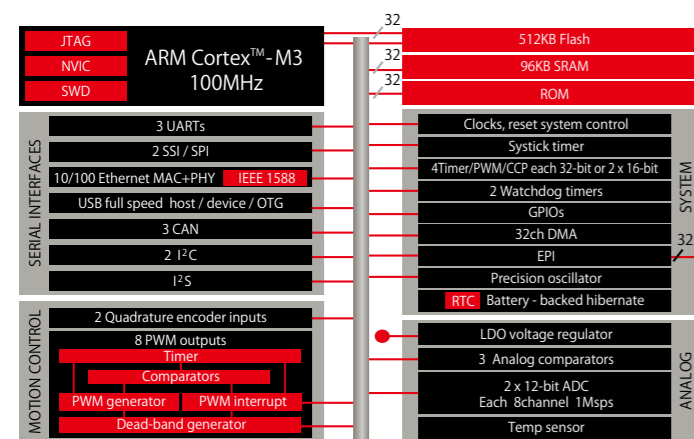 JTAG
NVIC
SWD
ARM Cortex™-M3
100MHz
32
512KB Flash
32
96KB SRAM
32
ROM
SERIAL INTERFACES
3 UARTs
2 SSI / SPI
10/100 Ethernet MAC+PHY IEEE 1588
USB full speed host / device / OTG
3 CAN
2 I²C
I²S
SYSTEM
Clocks, reset system control
Systick timer
4Timer/PWM/CCP each 32-bit or 2 x 16-bit
2 Watchdog timers
GPIOs
32ch DMA
EPI
32
Precision oscillator
RTC Battery - backed hibernate
MOTION CONTROL
2 Quadrature encoder inputs
8 PWM outputs
Timer
Comparators
PWM generator PWM interrupt
Dead-band generator
ANALOG
LDO voltage regulator
3 Analog comparators
2 x 12-bit ADC
Each 8channel 1Msps
Temp sensor